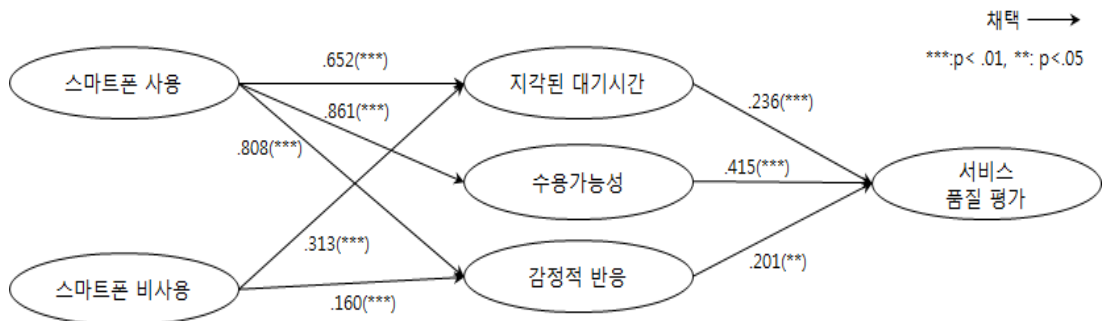 채택
***:p< .01, **: p<.05
스마트폰 사용
.652(***)
지각된 대기시간
.861(***)
.236(***)
.808(***)
수용가능성
.415(***)
서비스
품질 평가
.313(***)
스마트폰 비사용
.160(***)
감정적 반응
.201(**)